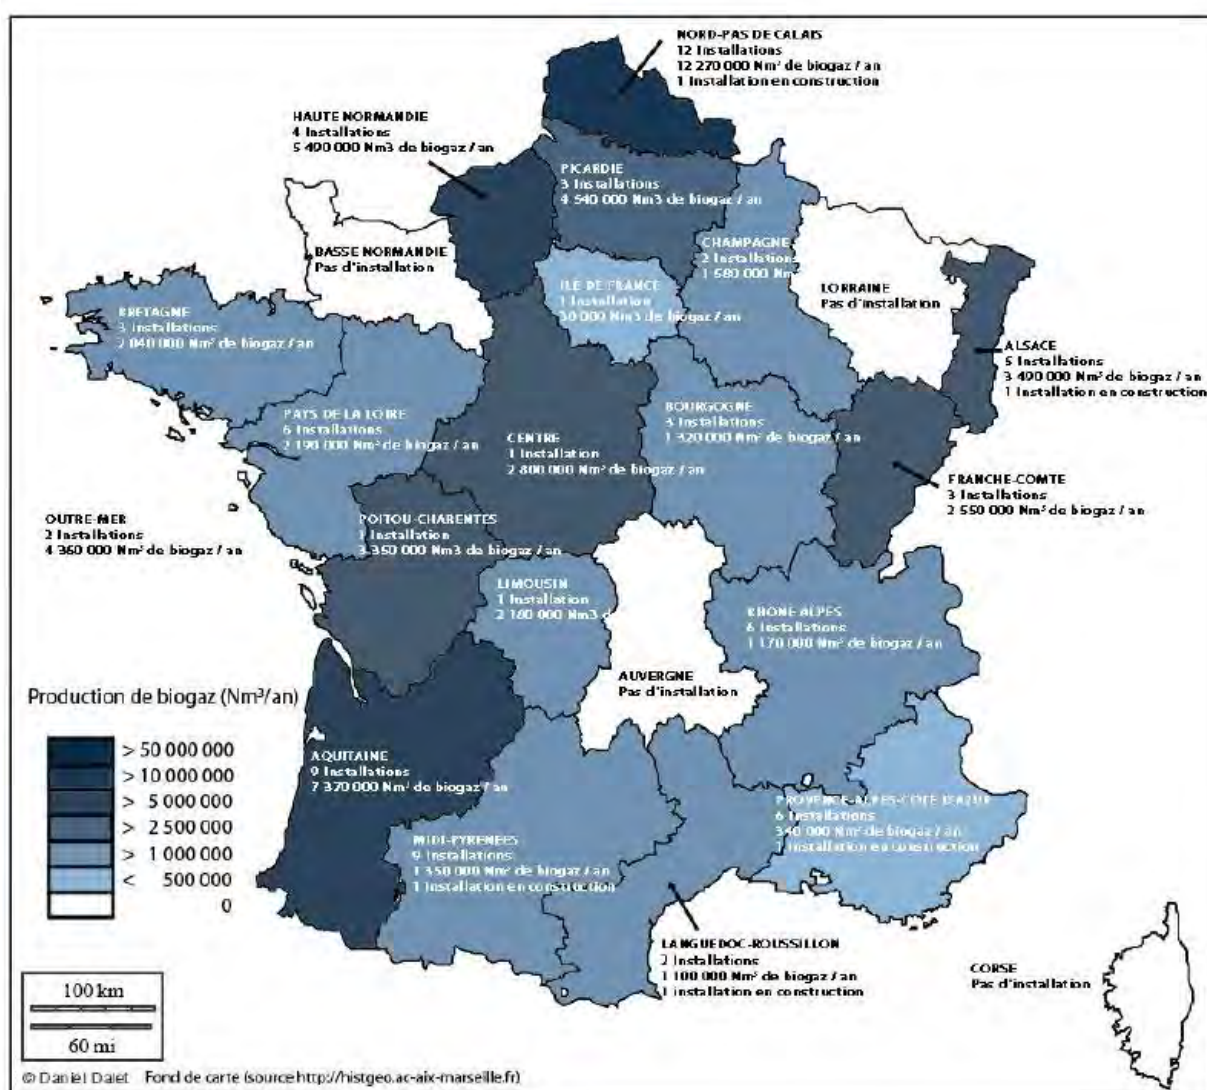 NORD-PAS DE CALAIS
12 Installations
12 270 000 Nm³ de biogaz / an
1 Installation en construction
HAUTE NORMANDIE
4 Installations
5 490 000 Nm3 de biogaz / an
PICARDIE
3 Installations
4 540 000 Nm3 de biogaz / an
CHAMPAGNE
2 Installations
1 680 000 Nm
BASSE NORMANDIE
Pas d'installation
ILE DE FRANCE
1 Installation
30 000 Nm3 de biogaz / an
LORRAINE
Pas d'installation
BRETAGNE
3 Installations
2 040 000 Nm³ de biogaz / an
ALSACE
5 Installations
3 490 000 Nm³ de biogaz / an
1 Installation en construction
PAYS DE LA LOIRE
6 Installations
2 190 000 Nm³ de biogaz / an
CENTRE
1 Installation
2 800 000 Nm³ de biogaz / an
BOURGOGNE
3 Installations
1 320 000 Nm³ de biogaz / an
FRANCHE-COMTE
3 Installations
2 550 000 Nm³ de biogaz / an
OUTRE-MER
2 Installations
4 360 000 Nm³ de biogaz / an
POITOU-CHARENTES
1 Installation
3 350 000 Nm3 de biogaz / an
LIMOUSIN
1 Installation
2 160 000 Nm3 d
RHONE ALPES
6 Installations
1 170 000 Nm³ de biogaz / an
AUVERGNE
Pas d'installation
Production de biogaz (Nm³/an)
> 50 000 000
> 10 000 000
> 5 000 000
> 2 500 000
> 1 000 000
< 500 000
0
AQUITAINE
9 Installations
7 370 000 Nm³ de biogaz / an
PROVENCE-ALPES-COTE D'AZUR
6 Installations
340 000 Nm³ de biogaz / an
1 Installation en construction
MIDI-PYRENEES
9 Installations
1 350 000 Nm³ de biogaz / an
1 Installation en construction
LANGUEDOC-ROUSSILLON
2 Installations
1 100 000 Nm³ de biogaz / an
1 installation en construction
CORSE
Pas d'installation
100 km
60 mi
© Daniel Dalet Fond de carte (source http://histgeo.ac-aix-marseille.fr)